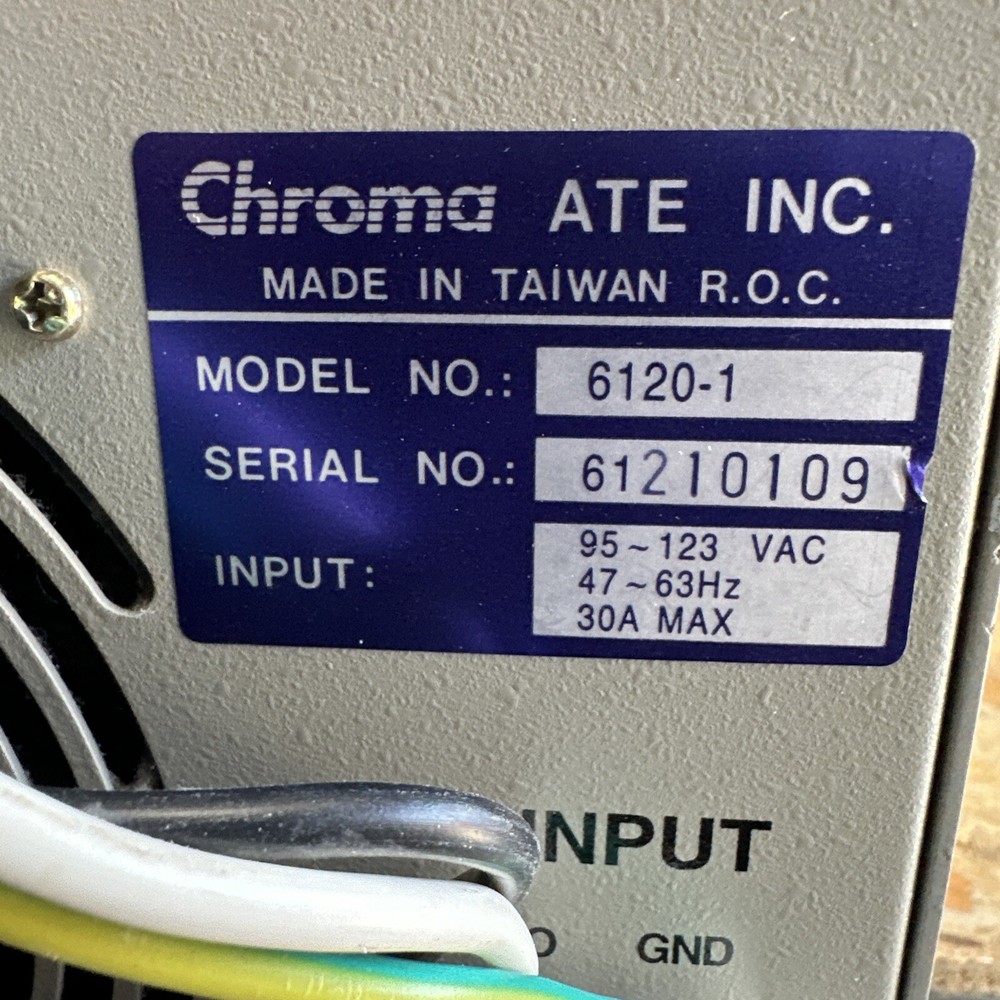 Chroma ATE INC.
MADE IN TAIWAN R.O.C.
MODEL NO.: 6120-1
SERIAL NO.: 61210109
INPUT: 95~123 VAC
47~63Hz
30A MAX
INPUT
GND